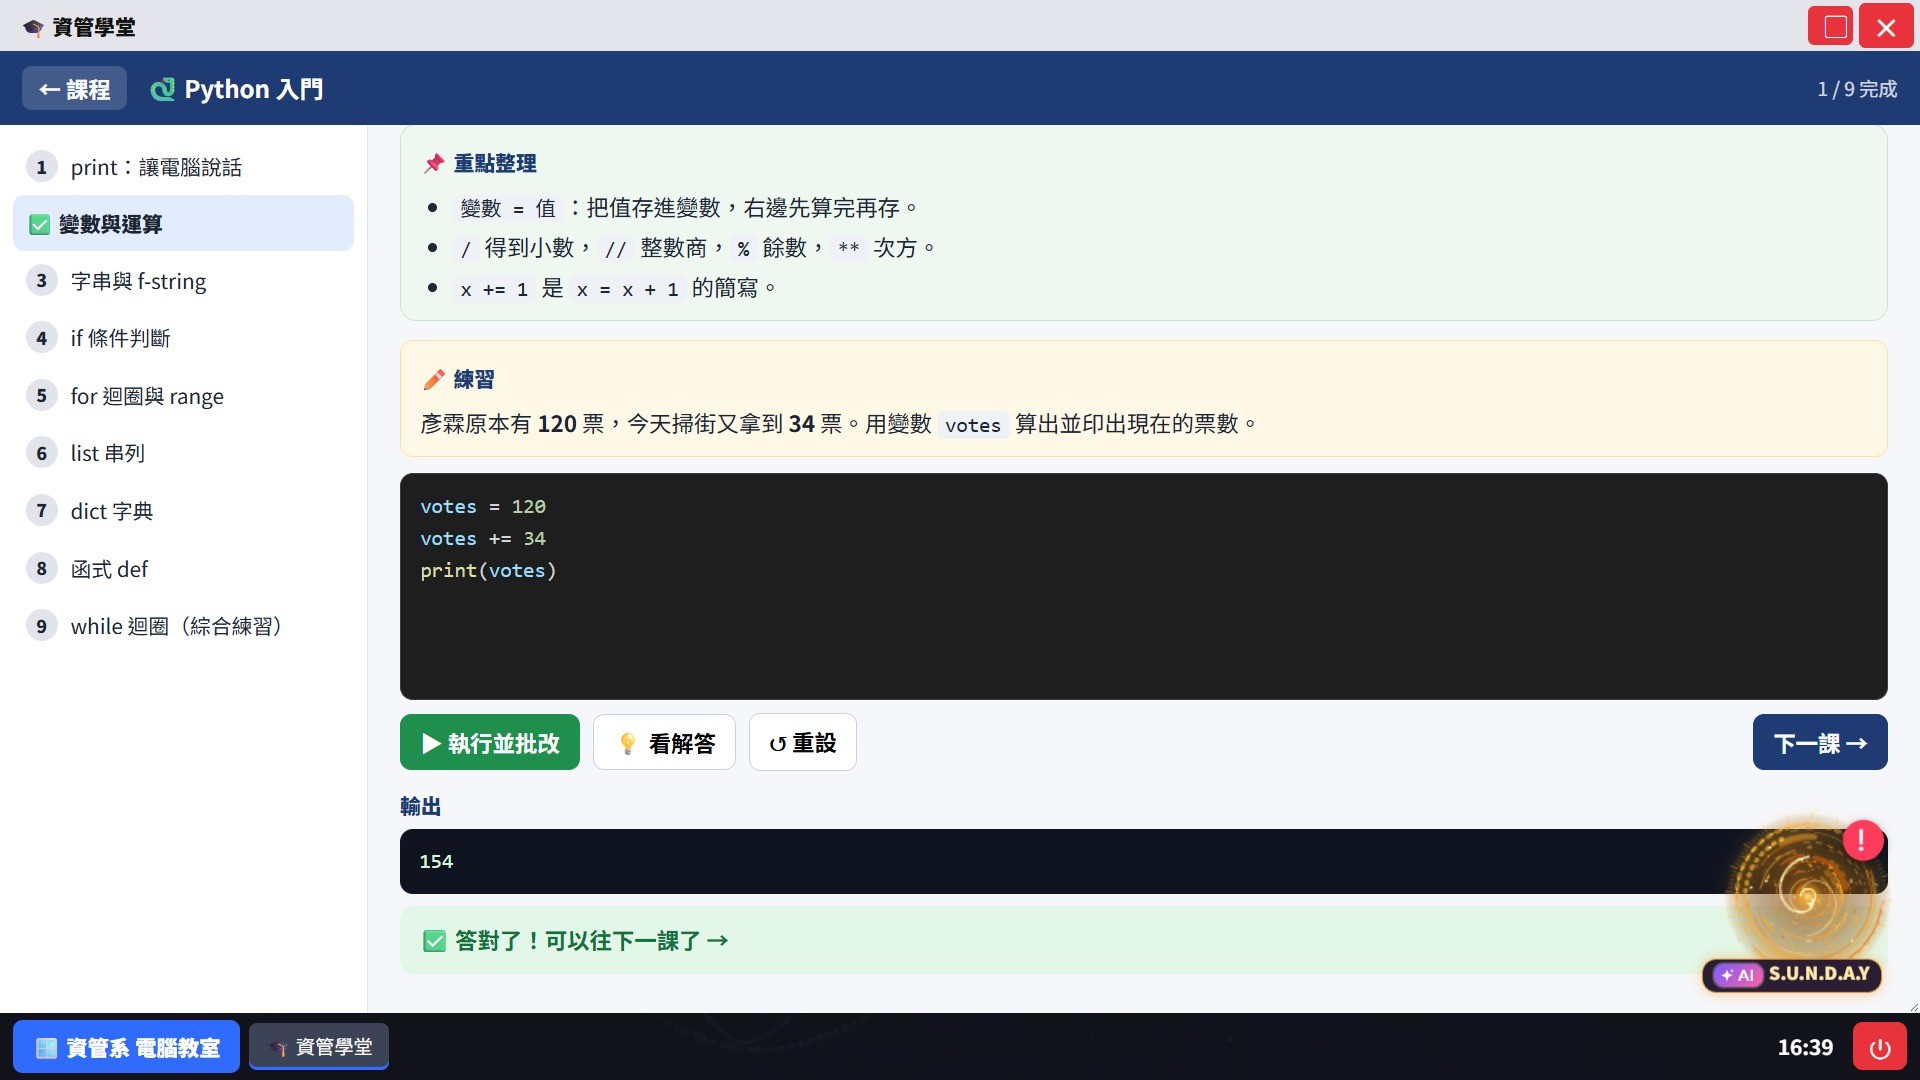 資管學堂
← 課程
Python 入門
1 / 9 完成
1 print：讓電腦說話
變數與運算
3 字串與 f-string
4 if 條件判斷
5 for 迴圈與 range
6 list 串列
7 dict 字典
8 函式 def
9 while 迴圈（綜合練習）
重點整理
變數 = 值：把值存進變數，右邊先算完再存。
/ 得到小數，// 整數商，% 餘數，** 次方。
x += 1 是 x = x + 1 的簡寫。
練習
彥霖原本有 120 票，今天掃街又拿到 34 票。用變數 votes 算出並印出現在的票數。
votes = 120
votes += 34
print(votes)
▶ 執行並批改
看解答
↺ 重設
下一課 →
輸出
154
!
答對了！可以往下一課了 →
AI S.U.N.D.A.Y
資管系 電腦教室
資管學堂
16:39